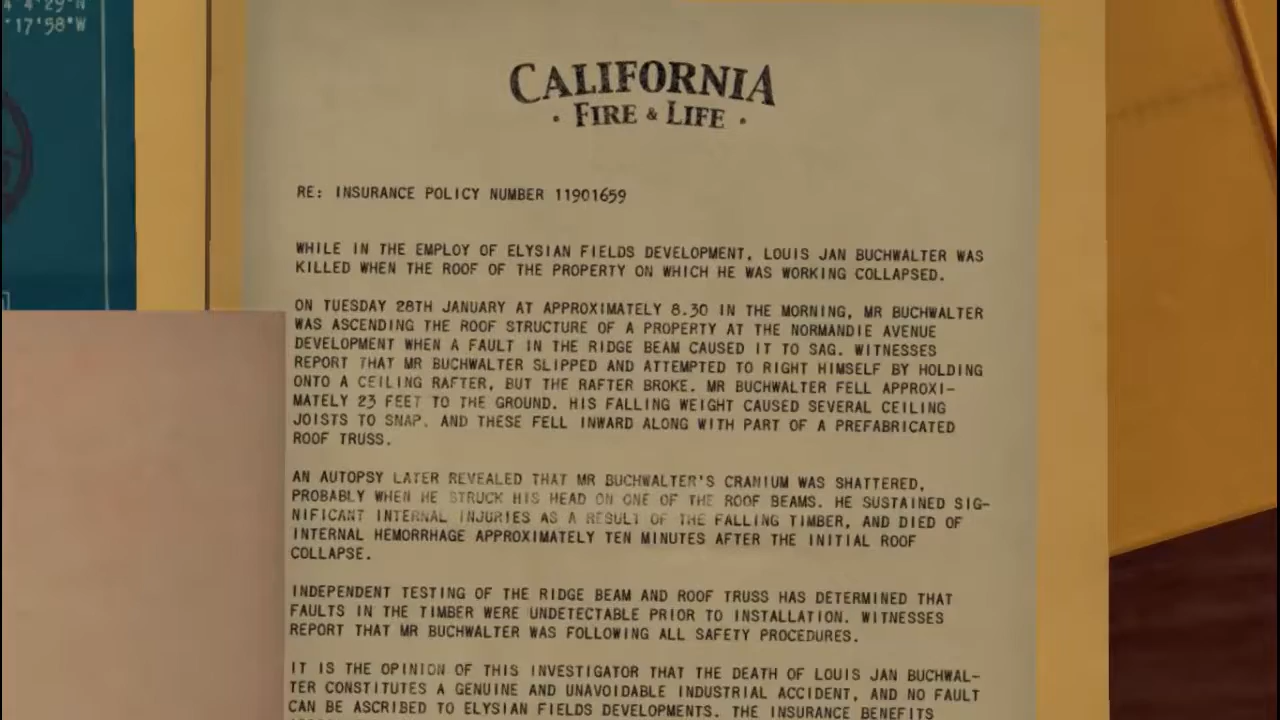 17'58"W
CALIFORNIA
· FIRE & LIFE ·
RE: INSURANCE POLICY NUMBER 11901659
WHILE IN THE EMPLOY OF ELYSIAN FIELDS DEVELOPMENT, LOUIS JAN BUCHWALTER WAS
KILLED WHEN THE ROOF OF THE PROPERTY ON WHICH HE WAS WORKING COLLAPSED.
ON TUESDAY 28TH JANUARY AT APPROXIMATELY 8.30 IN THE MORNING, MR BUCHWALTER
WAS ASCENDING THE ROOF STRUCTURE OF A PROPERTY AT THE NORMANDIE AVENUE
DEVELOPMENT WHEN A FAULT IN THE RIDGE BEAM CAUSED IT TO SAG. WITNESSES
REPORT THAT MR BUCHWALTER SLIPPED AND ATTEMPTED TO RIGHT HIMSELF BY HOLDING
ONTO A CEILING RAFTER, BUT THE RAFTER BROKE. MR BUCHWALTER FELL APPROXI-
MATELY 23 FEET TO THE GROUND. HIS FALLING WEIGHT CAUSED SEVERAL CEILING
JOISTS TO SNAP, AND THESE FELL INWARD ALONG WITH PART OF A PREFABRICATED
ROOF TRUSS.
AN AUTOPSY LATER REVEALED THAT MR BUCHWALTER'S CRANIUM WAS SHATTERED,
PROBABLY WHEN HE STRUCK HIS HEAD ON ONE OF THE ROOF BEAMS. HE SUSTAINED SIG-
NIFICANT INTERNAL INJURIES AS A RESULT OF THE FALLING TIMBER, AND DIED OF
INTERNAL HEMORRHAGE APPROXIMATELY TEN MINUTES AFTER THE INITIAL ROOF
COLLAPSE.
INDEPENDENT TESTING OF THE RIDGE BEAM AND ROOF TRUSS HAS DETERMINED THAT
FAULTS IN THE TIMBER WERE UNDETECTABLE PRIOR TO INSTALLATION. WITNESSES
REPORT THAT MR BUCHWALTER WAS FOLLOWING ALL SAFETY PROCEDURES.
IT IS THE OPINION OF THIS INVESTIGATOR THAT THE DEATH OF LOUIS JAN BUCHWAL-
TER CONSTITUTES A GENUINE AND UNAVOIDABLE INDUSTRIAL ACCIDENT, AND NO FAULT
CAN BE ASCRIBED TO ELYSIAN FIELDS DEVELOPMENTS. THE INSURANCE BENEFITS